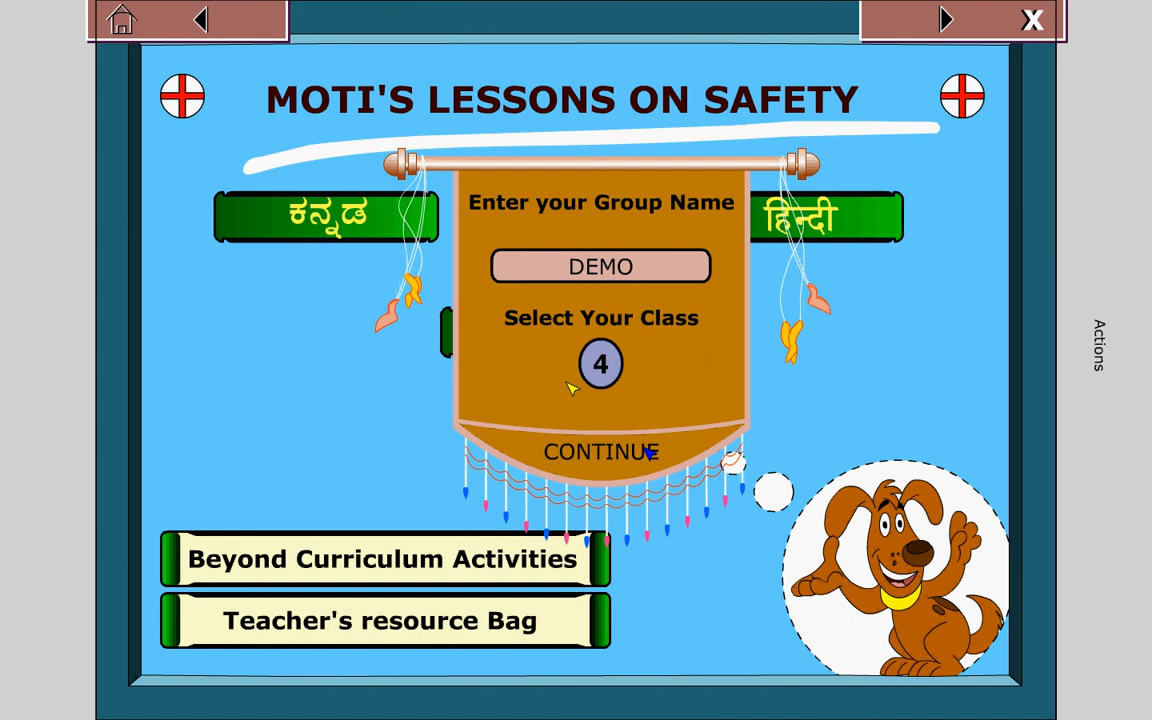 X
MOTI'S LESSONS ON SAFETY
Enter your Group Name
ಕನ್ನಡ
हिन्दी
DEMO
Select Your Class
4
CONTINUE
Beyond Curriculum Activities
Teacher's resource Bag
Actions